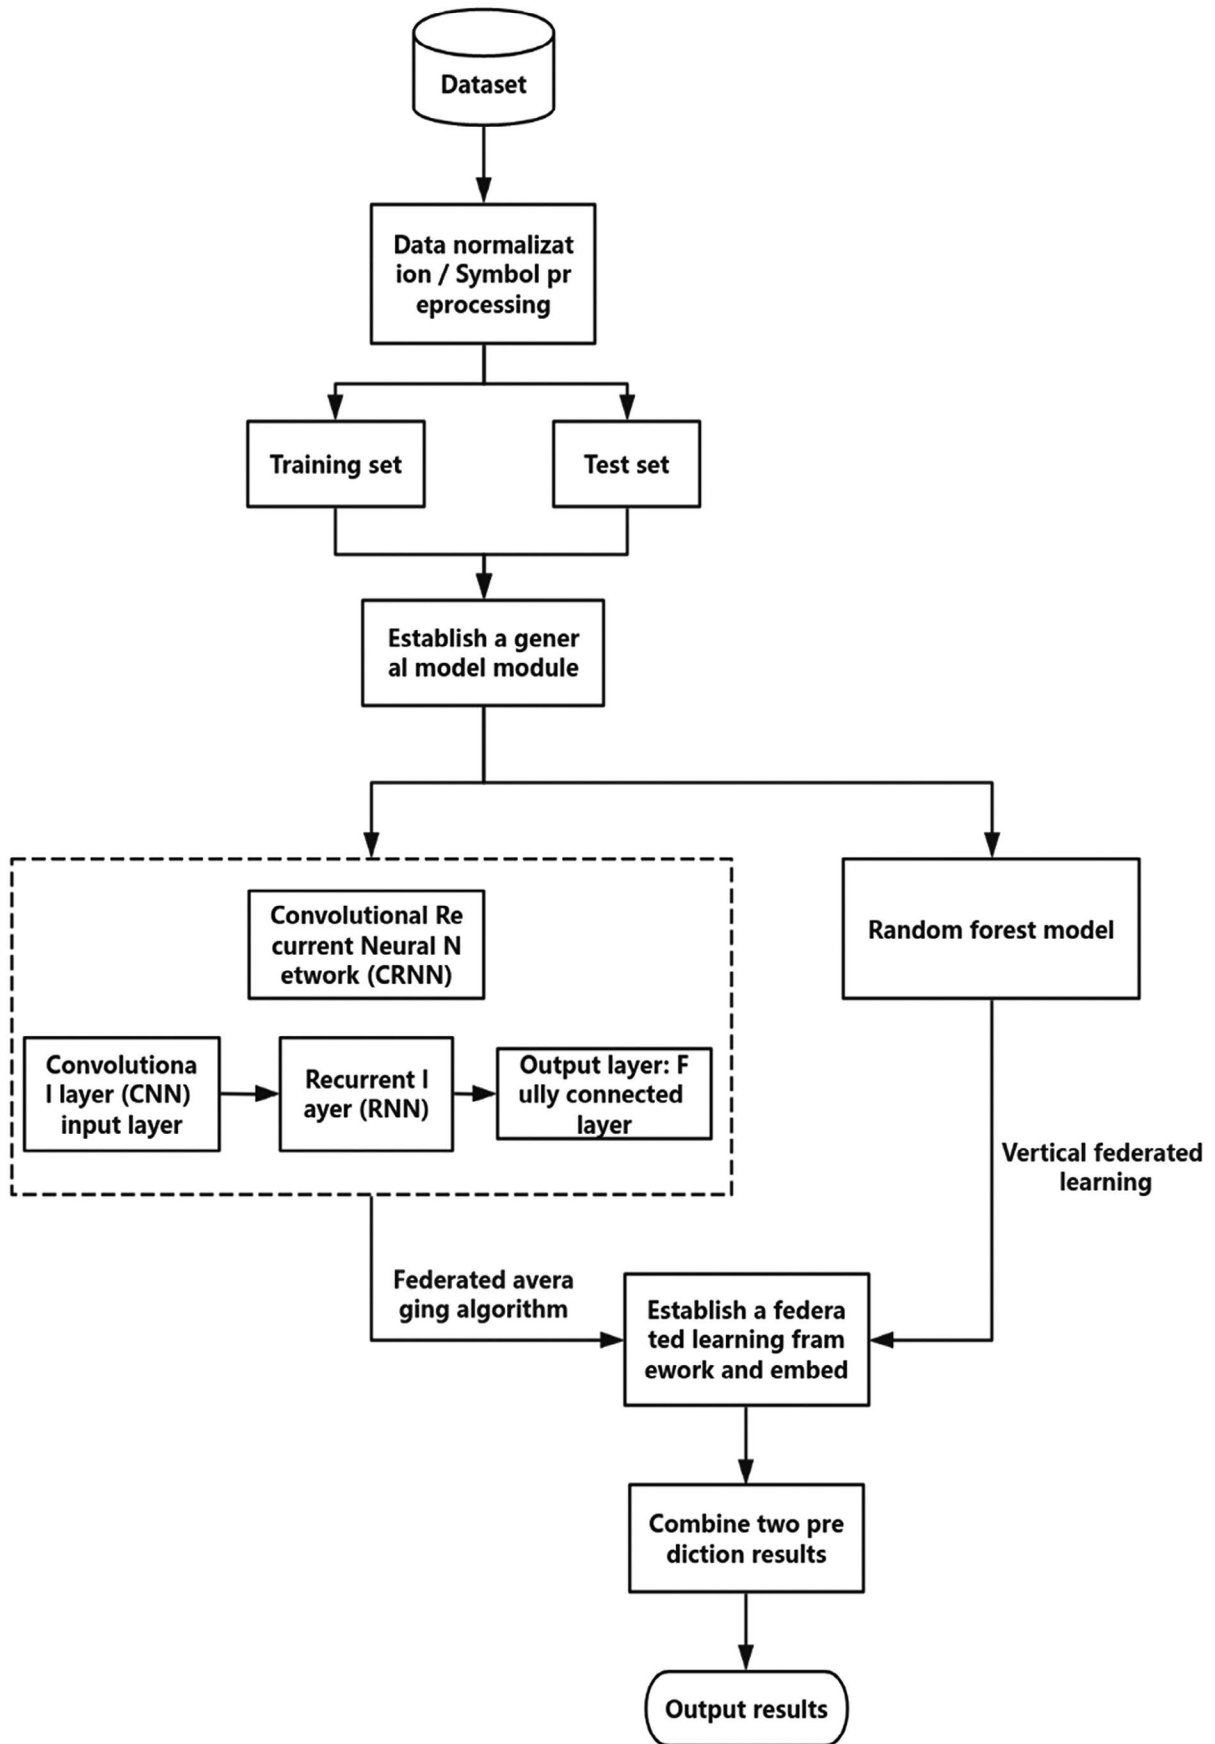 Dataset
Data normalizat
ion / Symbol pr
eprocessing
Training set
Test set
Establish a gener
al model module
Convolutional Re
current Neural N
etwork (CRNN)
Random forest model
Convolutiona
l layer (CNN)
input layer
Recurrent l
ayer (RNN)
Output layer: F
ully connected
layer
Vertical federated
learning
Federated avera
ging algorithm
Establish a federa
ted learning fram
ework and embed
Combine two pre
diction results
Output results